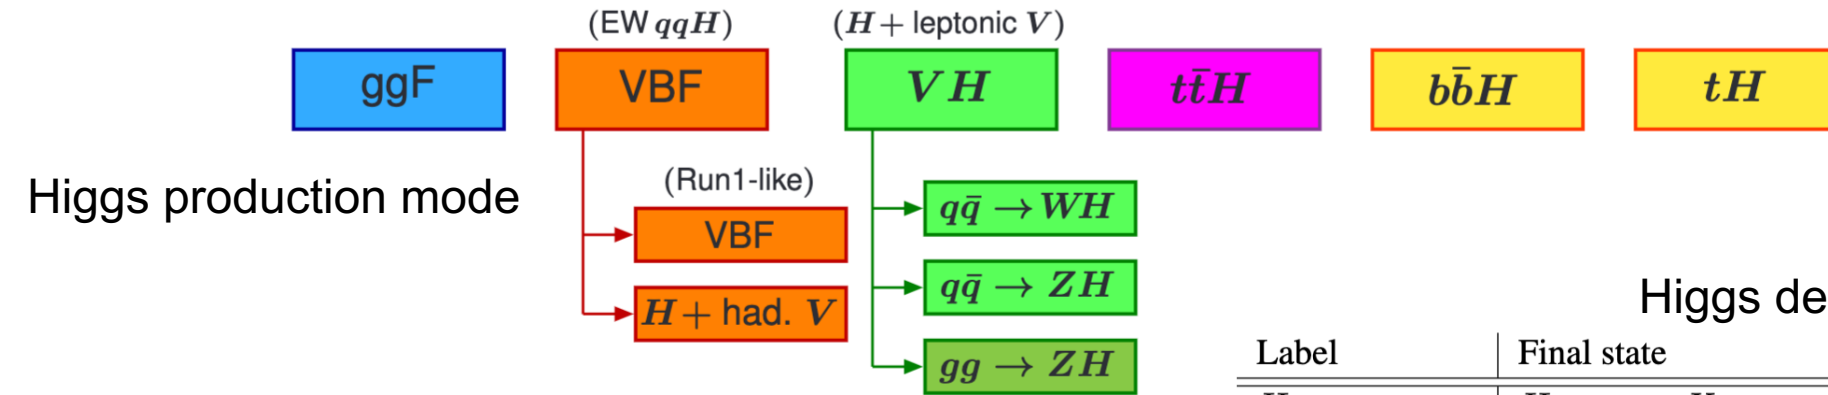 (EW qqH)
(H + leptonic V)
ggF
VBF
VH
tt̄H
bb̄H
tH
Higgs production mode
(Run1-like)
VBF
H + had. V
qq̄ → WH
qq̄ → ZH
gg → ZH
Higgs de
Label
Final state